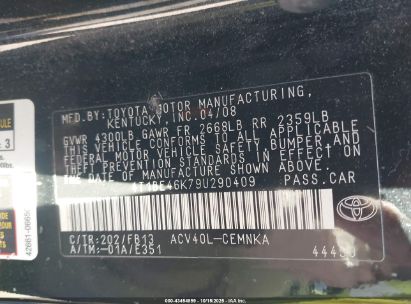 MFD.BY:TOYOTA MOTOR MANUFACTURING,
KENTUCKY, INC. 04/08
GVWR 4300LB GAWR FR 2668LB RR 2359LB
THIS VEHICLE CONFORMS TO ALL APPLICABLE
FEDERAL MOTOR VEHICLE SAFETY, BUMPER, AND
THEFT PREVENTION STANDARDS IN EFFECT ON
THE DATE OF MANUFACTURE SHOWN ABOVE.
4T1BE46K79U290409 PASS.CAR
C/TR:202/FB13 ACV40L-CEMNKA
A/TM:-01A/E351
TOYOTA
3